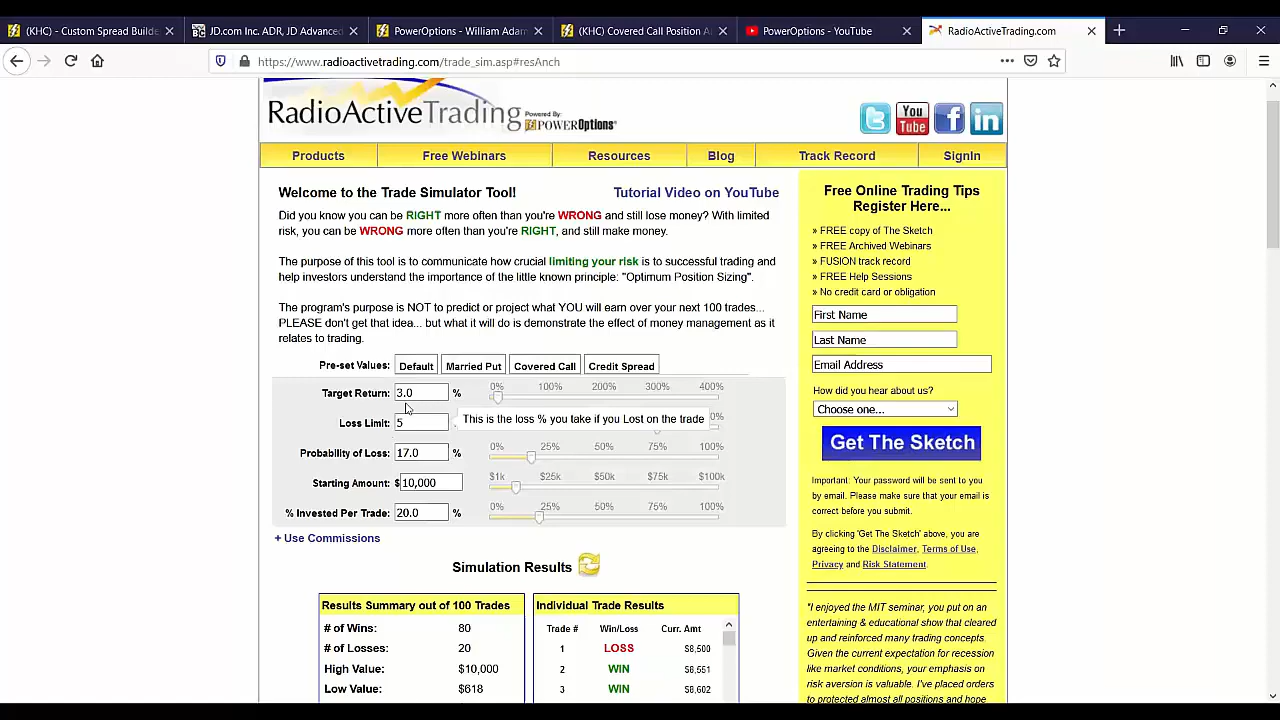 (KHC) - Custom Spread Builde
JD.com Inc. ADR, JD Advanced
PowerOptions - William Adam
(KHC) Covered Call Position A
PowerOptions - YouTube
RadioActiveTrading.com
https://www.radioactivetrading.com/trade_sim.asp#resAnch
RadioActiveTrading Powered By: POWEROptions
You Tube
Products
Free Webinars
Resources
Blog
Track Record
SignIn
Welcome to the Trade Simulator Tool!
Tutorial Video on YouTube
Did you know you can be RIGHT more often than you're WRONG and still lose money? With limited
risk, you can be WRONG more often than you're RIGHT, and still make money.
The purpose of this tool is to communicate how crucial limiting your risk is to successful trading and
help investors understand the importance of the little known principle: "Optimum Position Sizing".
The program's purpose is NOT to predict or project what YOU will earn over your next 100 trades...
PLEASE don't get that idea... but what it will do is demonstrate the effect of money management as it
relates to trading.
Pre-set Values: Default Married Put Covered Call Credit Spread
Target Return: 3.0 % 0% 100% 200% 300% 400%
Loss Limit: 5 This is the loss % you take if you Lost on the trade 0%
Probability of Loss: 17.0 % 0% 25% 50% 75% 100%
Starting Amount: $10,000 $1k $25k $50k $75k $100k
% Invested Per Trade: 20.0 % 0% 25% 50% 75% 100%
+ Use Commissions
Simulation Results
Results Summary out of 100 Trades
# of Wins: 80
# of Losses: 20
High Value: $10,000
Low Value: $618
Individual Trade Results
Trade # Win/Loss Curr. Amt
1 LOSS $8,500
2 WIN $8,551
3 WIN $8,602
Free Online Trading Tips
Register Here...
» FREE copy of The Sketch
» FREE Archived Webinars
» FUSION track record
» FREE Help Sessions
» No credit card or obligation
First Name
Last Name
Email Address
How did you hear about us?
Choose one...
Get The Sketch
Important: Your password will be sent to you
by email. Please make sure that your email is
correct before you submit.
By clicking 'Get The Sketch' above, you are
agreeing to the Disclaimer, Terms of Use,
Privacy and Risk Statement.
"I enjoyed the MIT seminar, you put on an
entertaining & educational show that cleared
up and reinforced many trading concepts.
Given the current expectation for recession
like market conditions, your emphasis on
risk aversion is valuable. I've placed orders
to protected almost all positions and hope